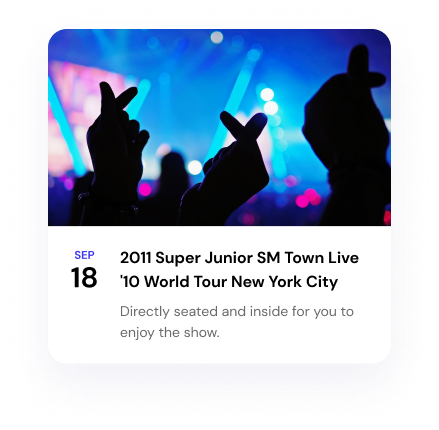 SEP
18
2011 Super Junior SM Town Live
'10 World Tour New York City
Directly seated and inside for you to
enjoy the show.